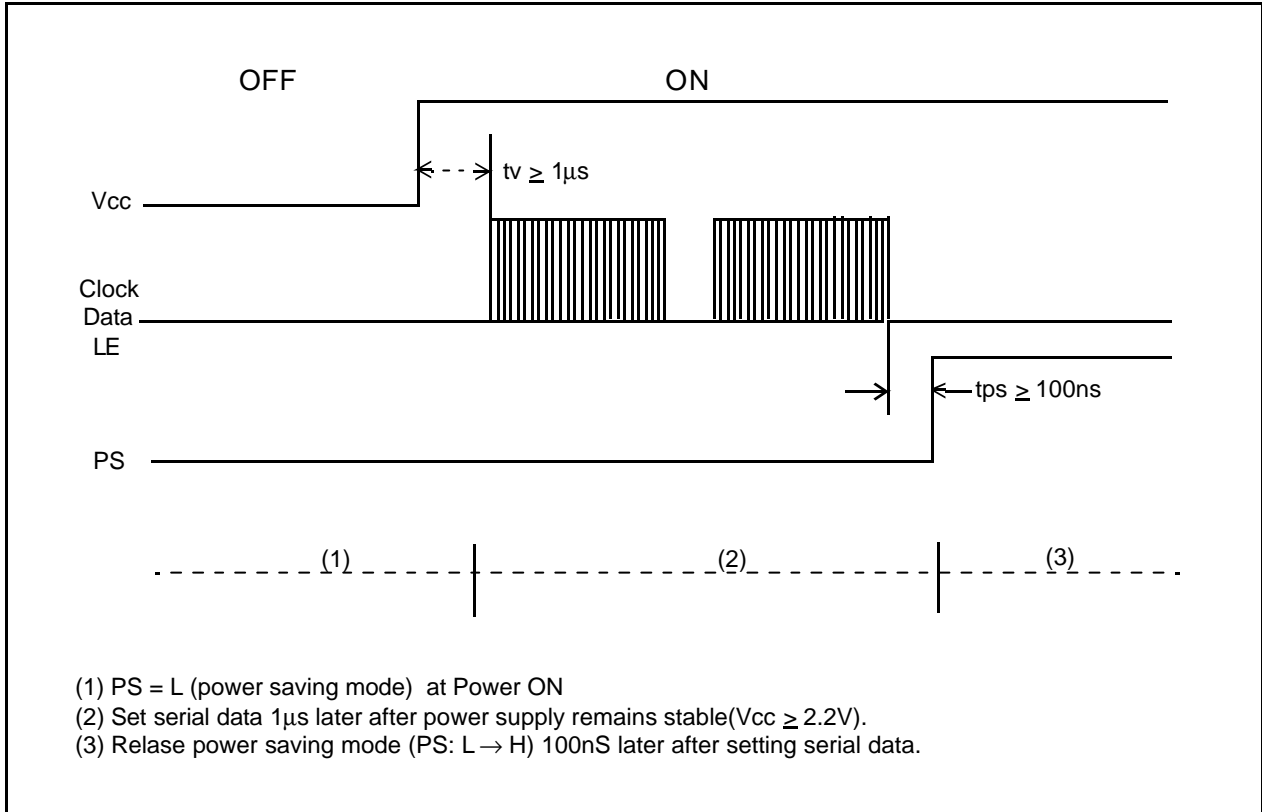 OFF ON
tv ≥ 1μs
Vcc
Clock
Data
LE
tps ≥ 100ns
PS
(1) (2) (3)
(1) PS = L (power saving mode) at Power ON
(2) Set serial data 1μs later after power supply remains stable(Vcc ≥ 2.2V).
(3) Relase power saving mode (PS: L → H) 100nS later after setting serial data.